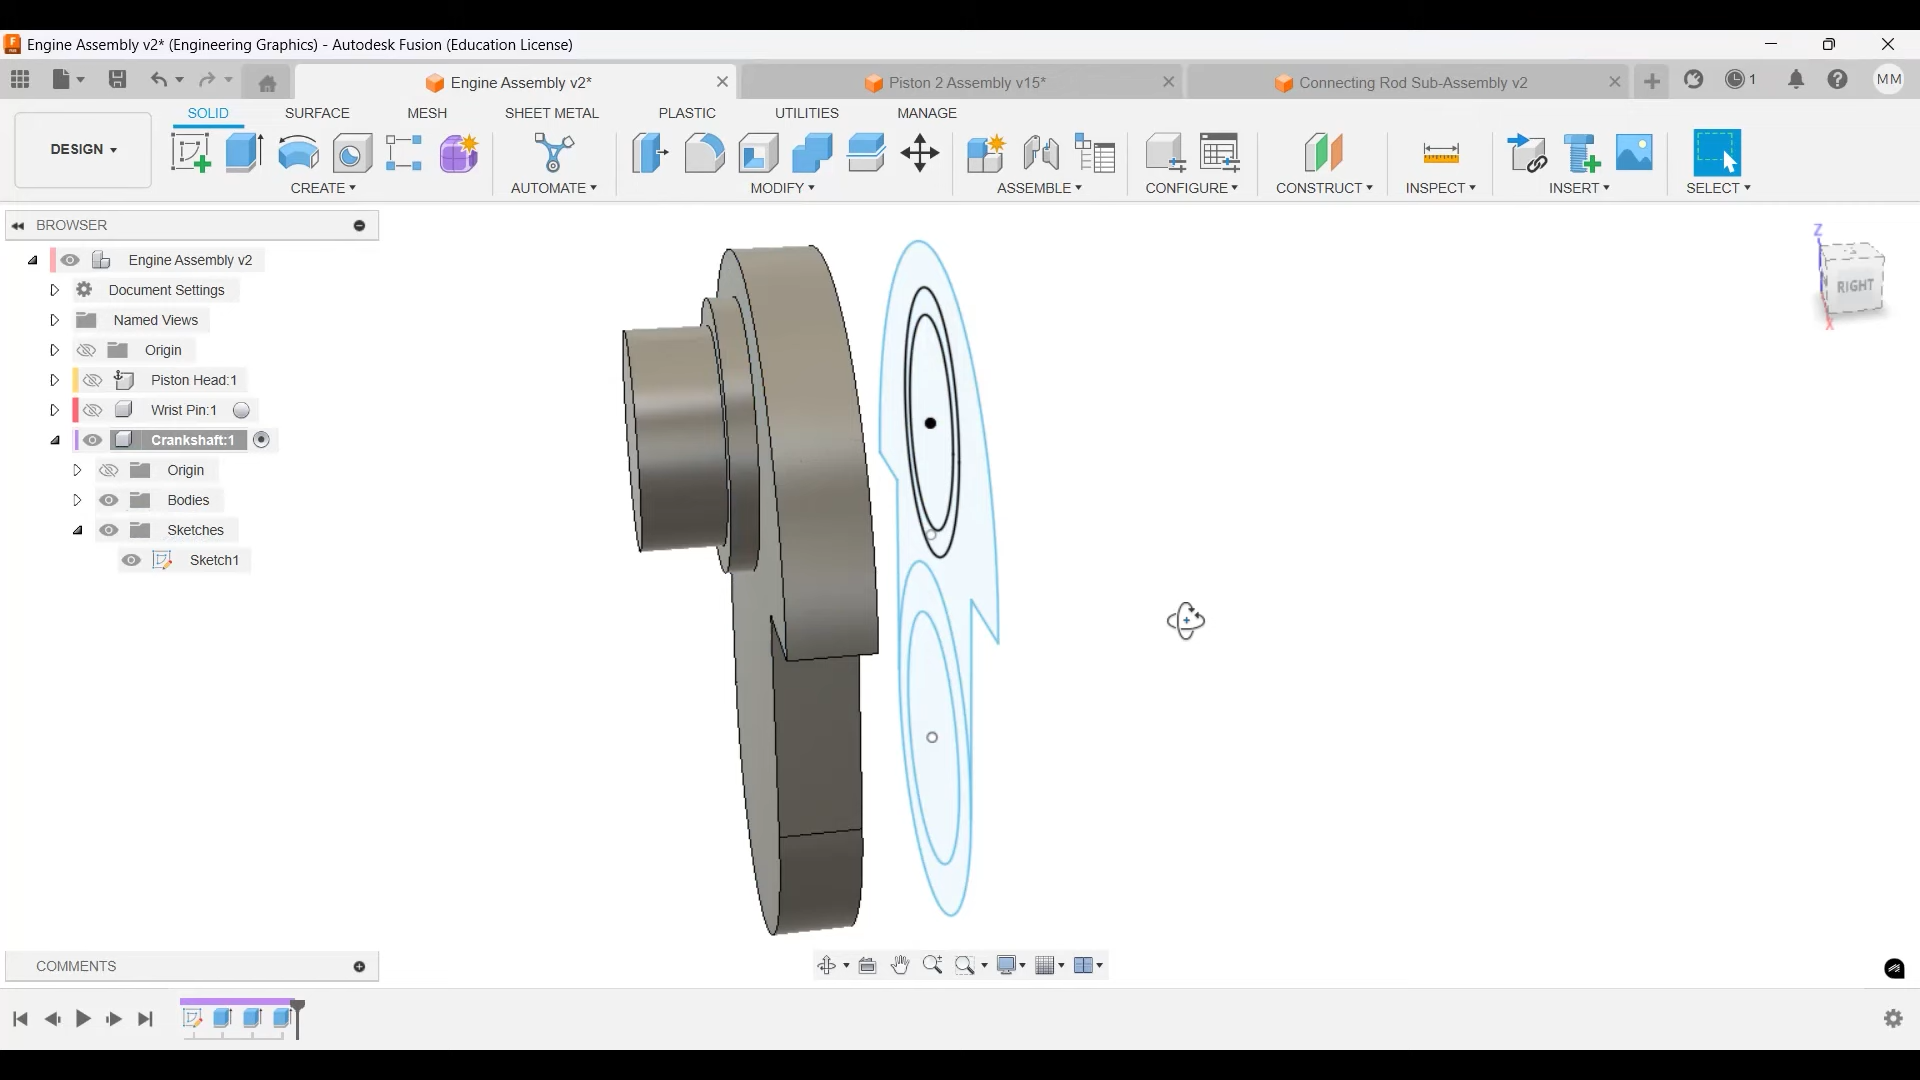 Engine Assembly v2* (Engineering Graphics) - Autodesk Fusion (Education License)
Engine Assembly v2*
Piston 2 Assembly v15*
Connecting Rod Sub-Assembly v2
1
MM
SOLID
SURFACE
MESH
SHEET METAL
PLASTIC
UTILITIES
MANAGE
DESIGN
CREATE
AUTOMATE
MODIFY
ASSEMBLE
CONFIGURE
CONSTRUCT
INSPECT
INSERT
SELECT
BROWSER
Engine Assembly v2
Document Settings
Named Views
Origin
Piston Head:1
Wrist Pin:1
Crankshaft:1
Origin
Bodies
Sketches
Sketch1
Z
RIGHT
X
COMMENTS